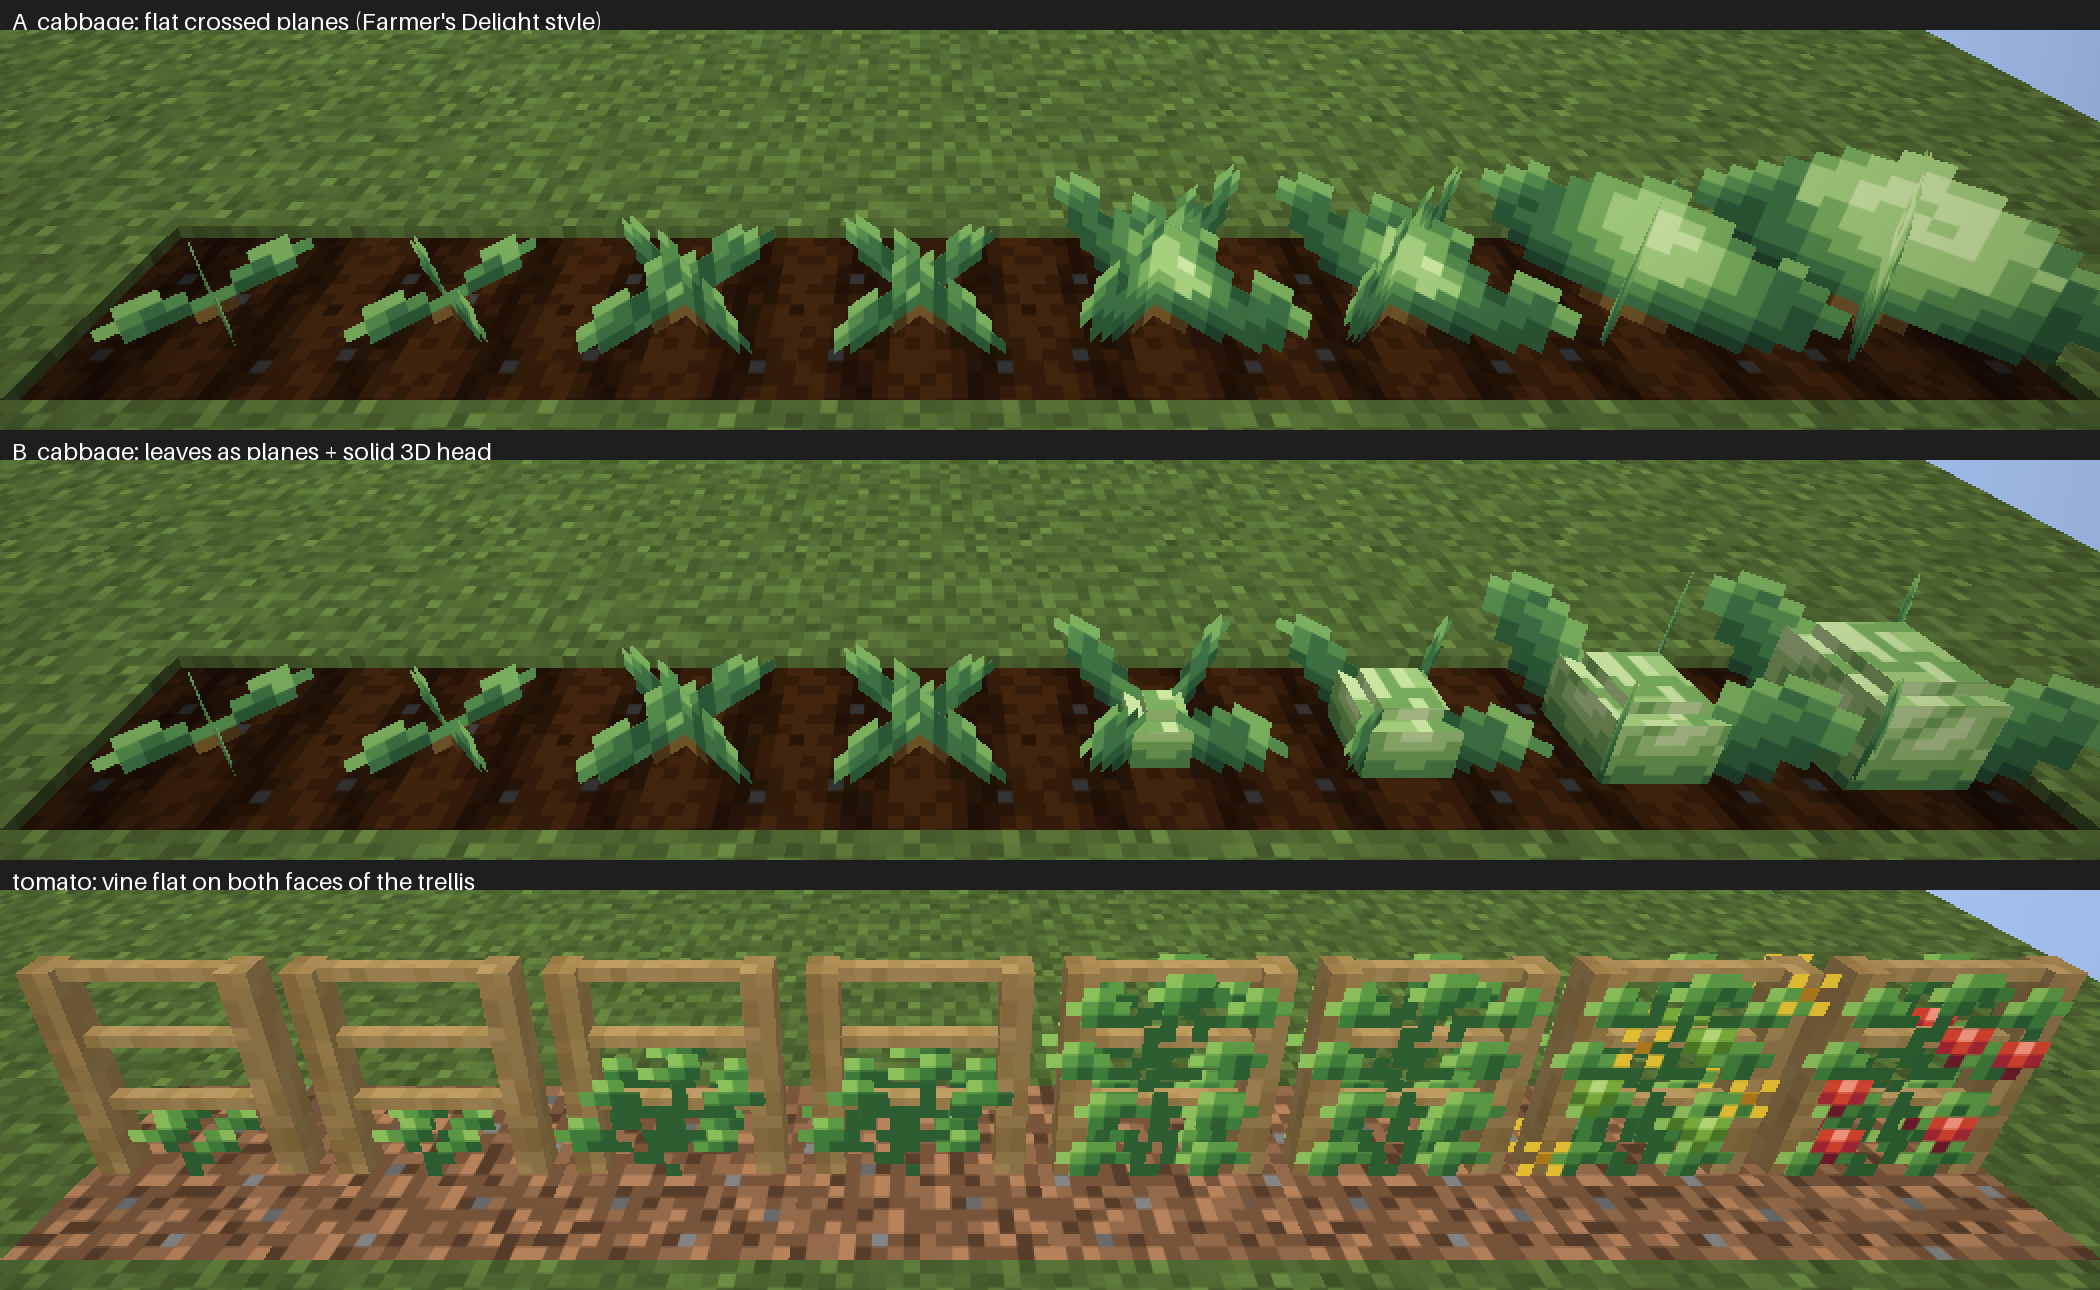 A cabbage: flat crossed planes (Farmer's Delight style)
B cabbage: leaves as planes + solid 3D head
tomato: vine flat on both faces of the trellis